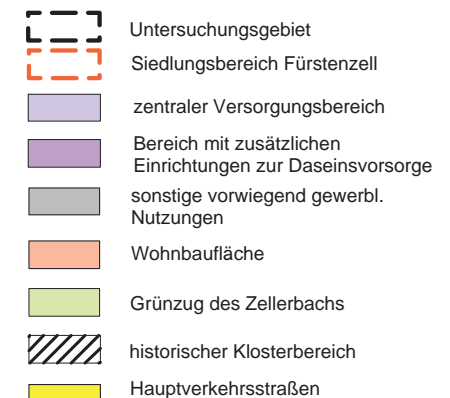 Untersuchungsgebiet
Siedlungsbereich Fürstenzell
zentraler Versorgungsbereich
Bereich mit zusätzlichen
Einrichtungen zur Daseinsvorsorge
sonstige vorwiegend gewerbl.
Nutzungen
Wohnbaufläche
Grünzug des Zellerbachs
historischer Klosterbereich
Hauptverkehrsstraßen